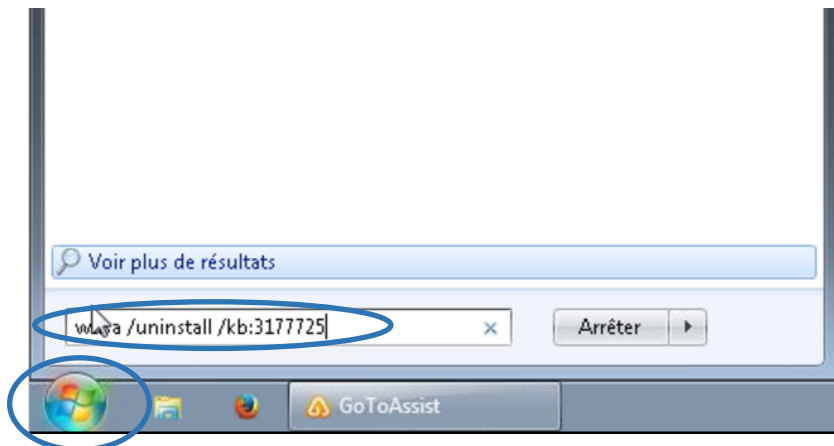 Voir plus de résultats
/uninstall /kb:3177725
Arrêter
GoToAssist